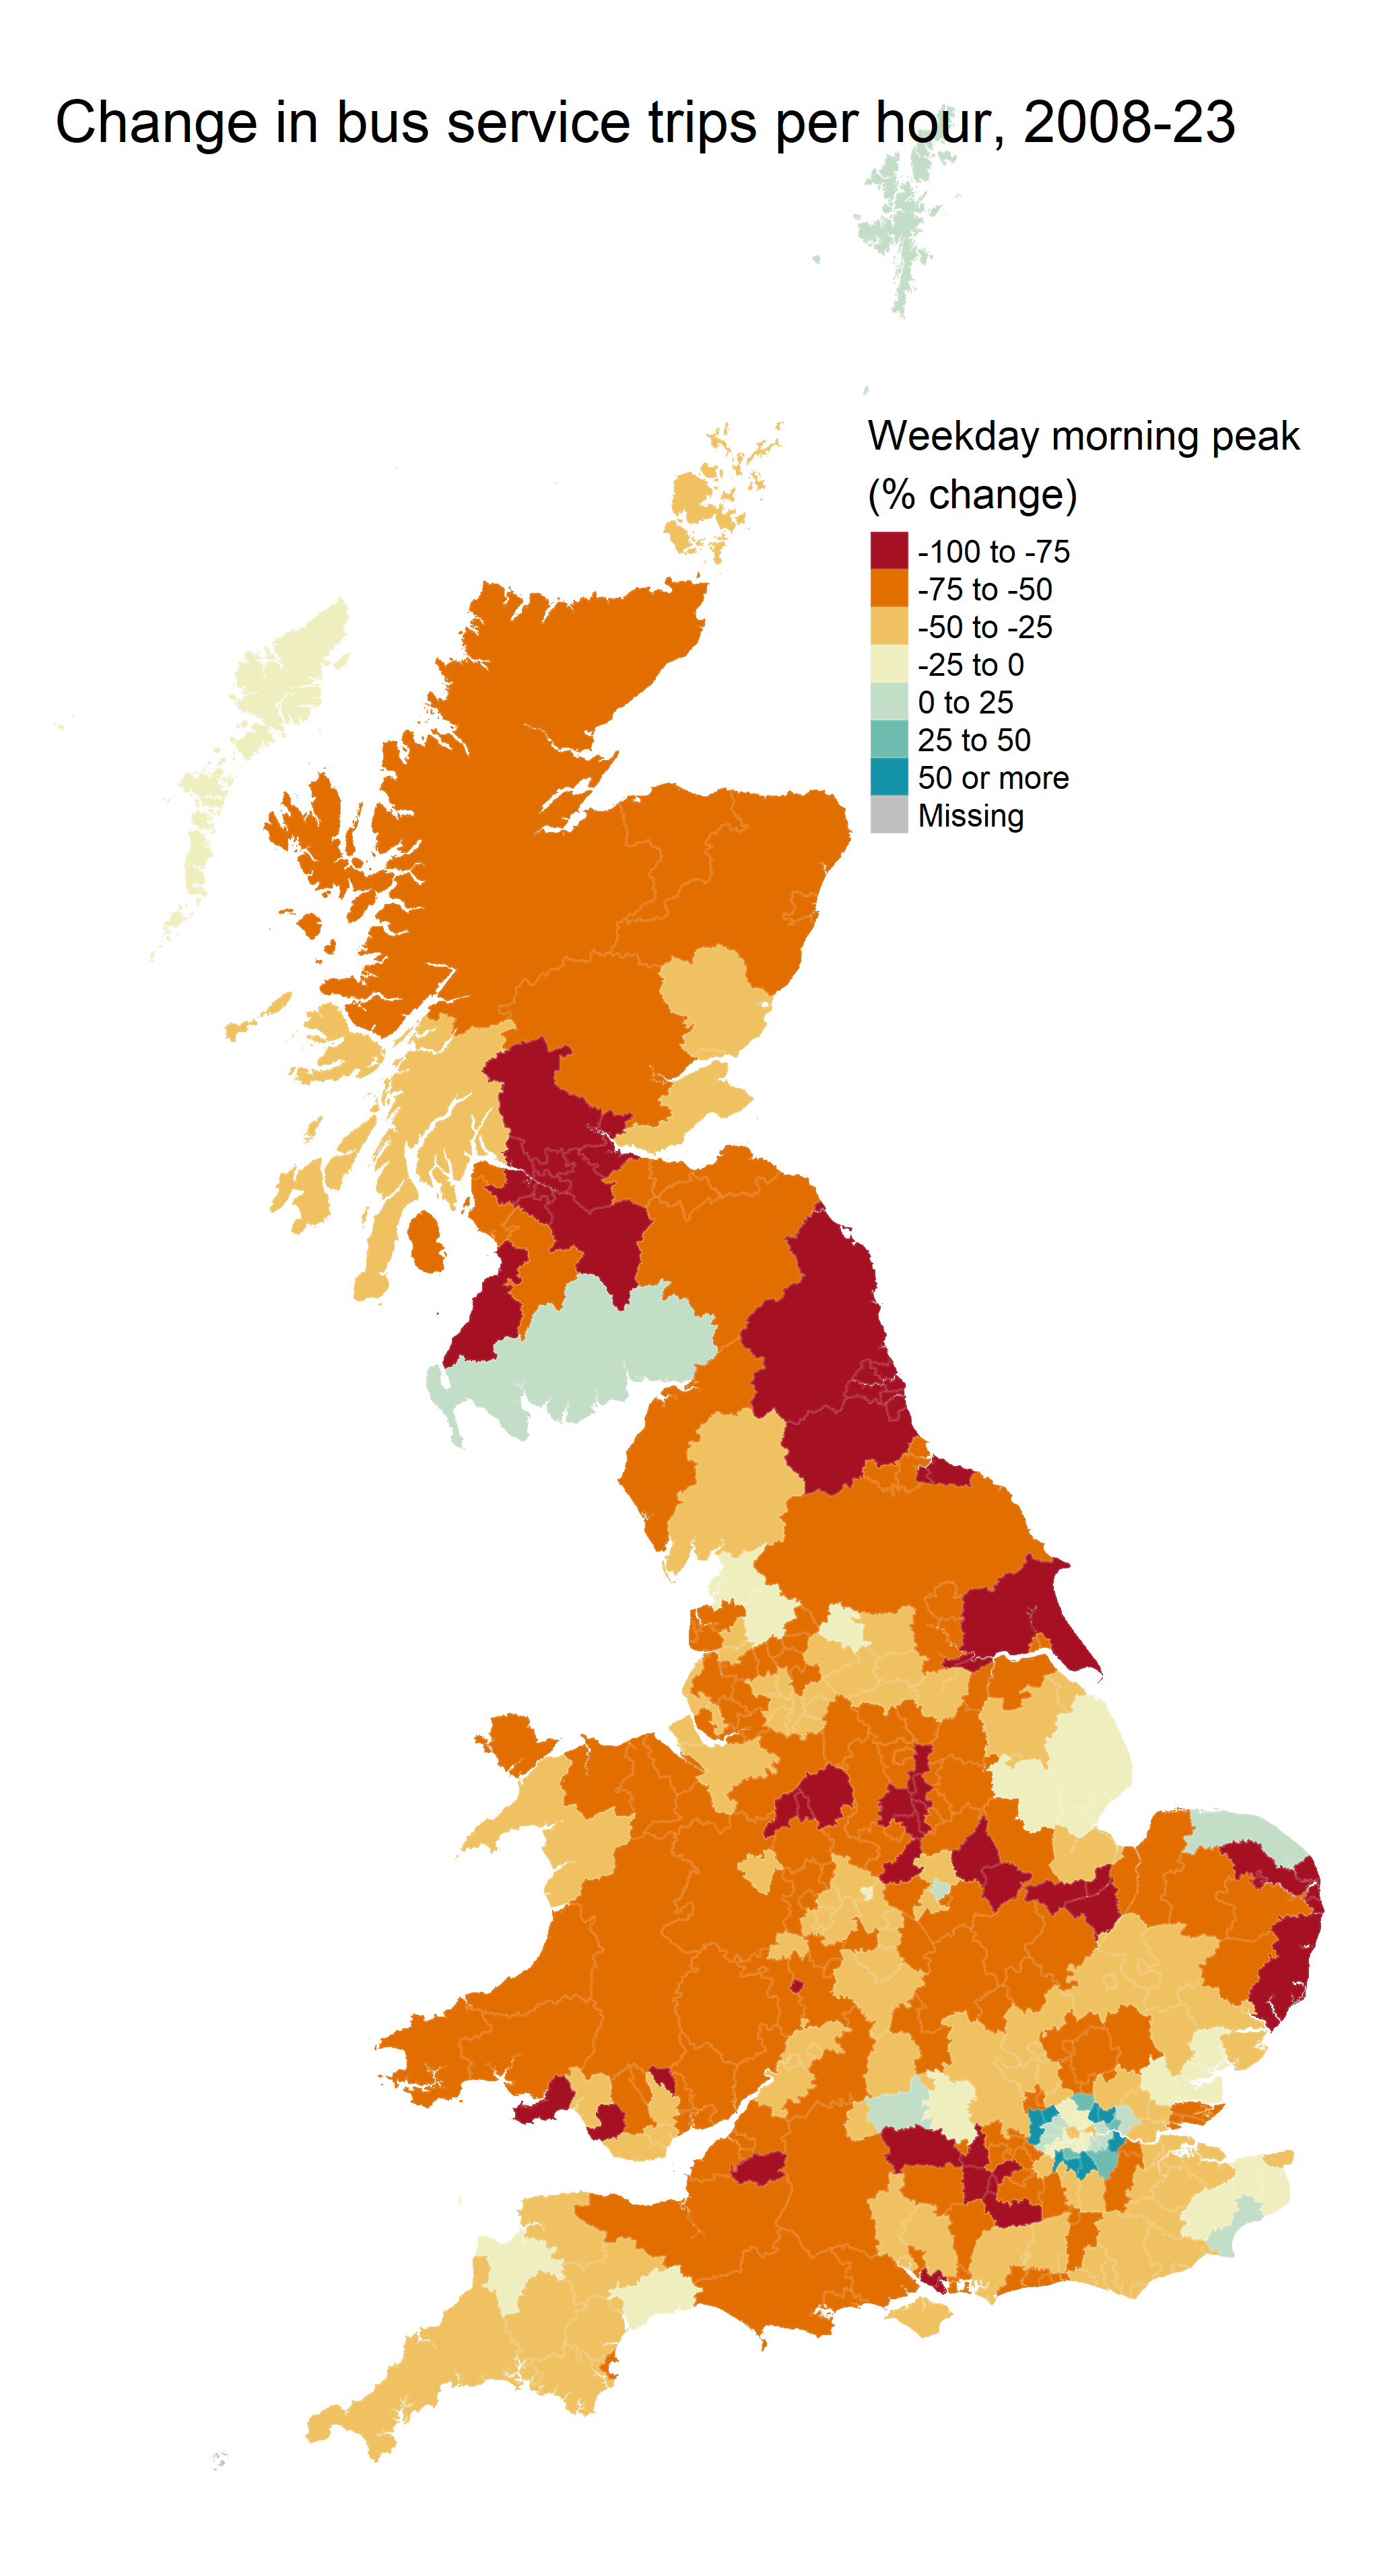 Change in bus service trips per hour, 2008-23
Weekday morning peak
(% change)
-100 to -75
-75 to -50
-50 to -25
-25 to 0
0 to 25
25 to 50
50 or more
Missing